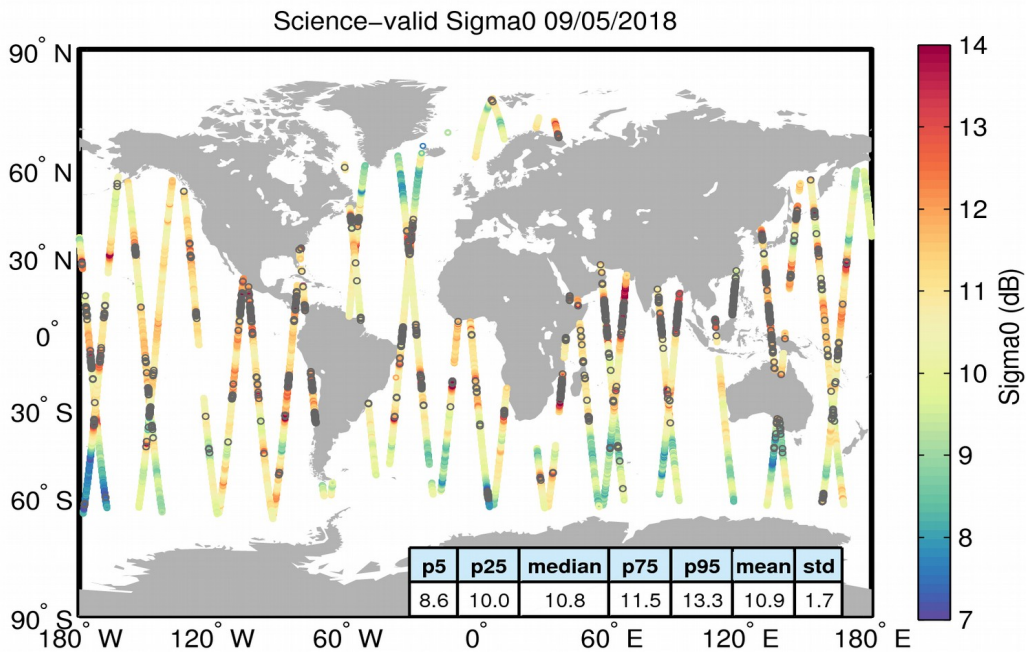 Science−valid Sigma0 09/05/2018
90° N
60° N
30° N
0°
30° S
60° S
90° S
180° W
120° W
60° W
0°
60° E
120° E
180° E
p5 p25 median p75 p95 mean std
8.6 10.0 10.8 11.5 13.3 10.9 1.7
14
13
12
11
10
9
8
7
Sigma0 (dB)